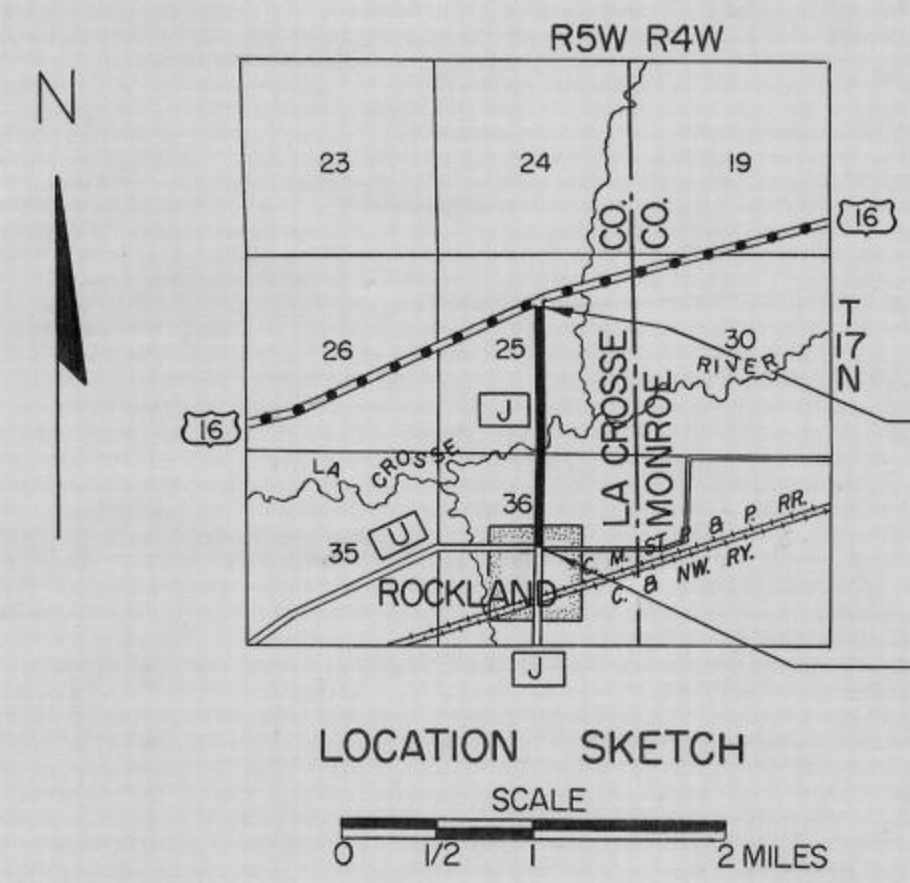 R5W R4W
N
23
24
19
LA CROSSE CO.
MONROE CO.
16
T
17
N
26
25
30
RIVER
J
16
LA CROSSE
36
U
35
C. M. ST. P. & P. RR.
ROCKLAND
C. & NW. RY.
J
LOCATION SKETCH
SCALE
0 1/2 1 2 MILES